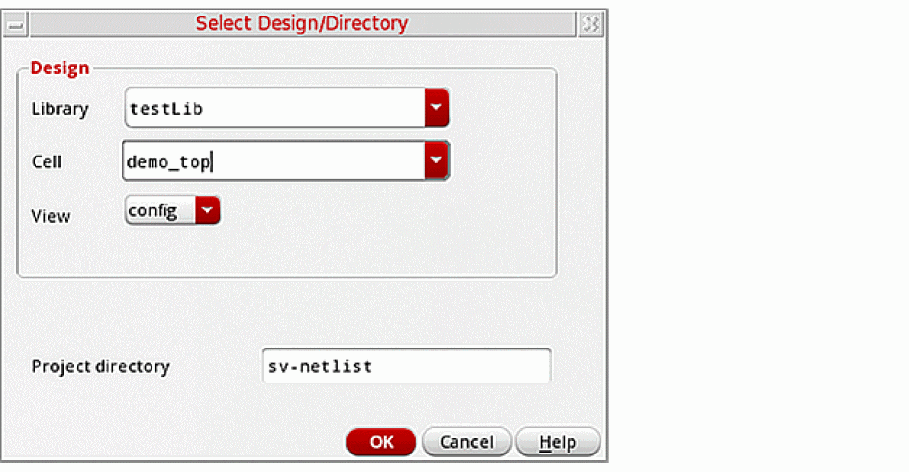 Select Design/Directory
Design
Library testLib
Cell demo_top
View config
Project directory sv-netlist
OK Cancel Help